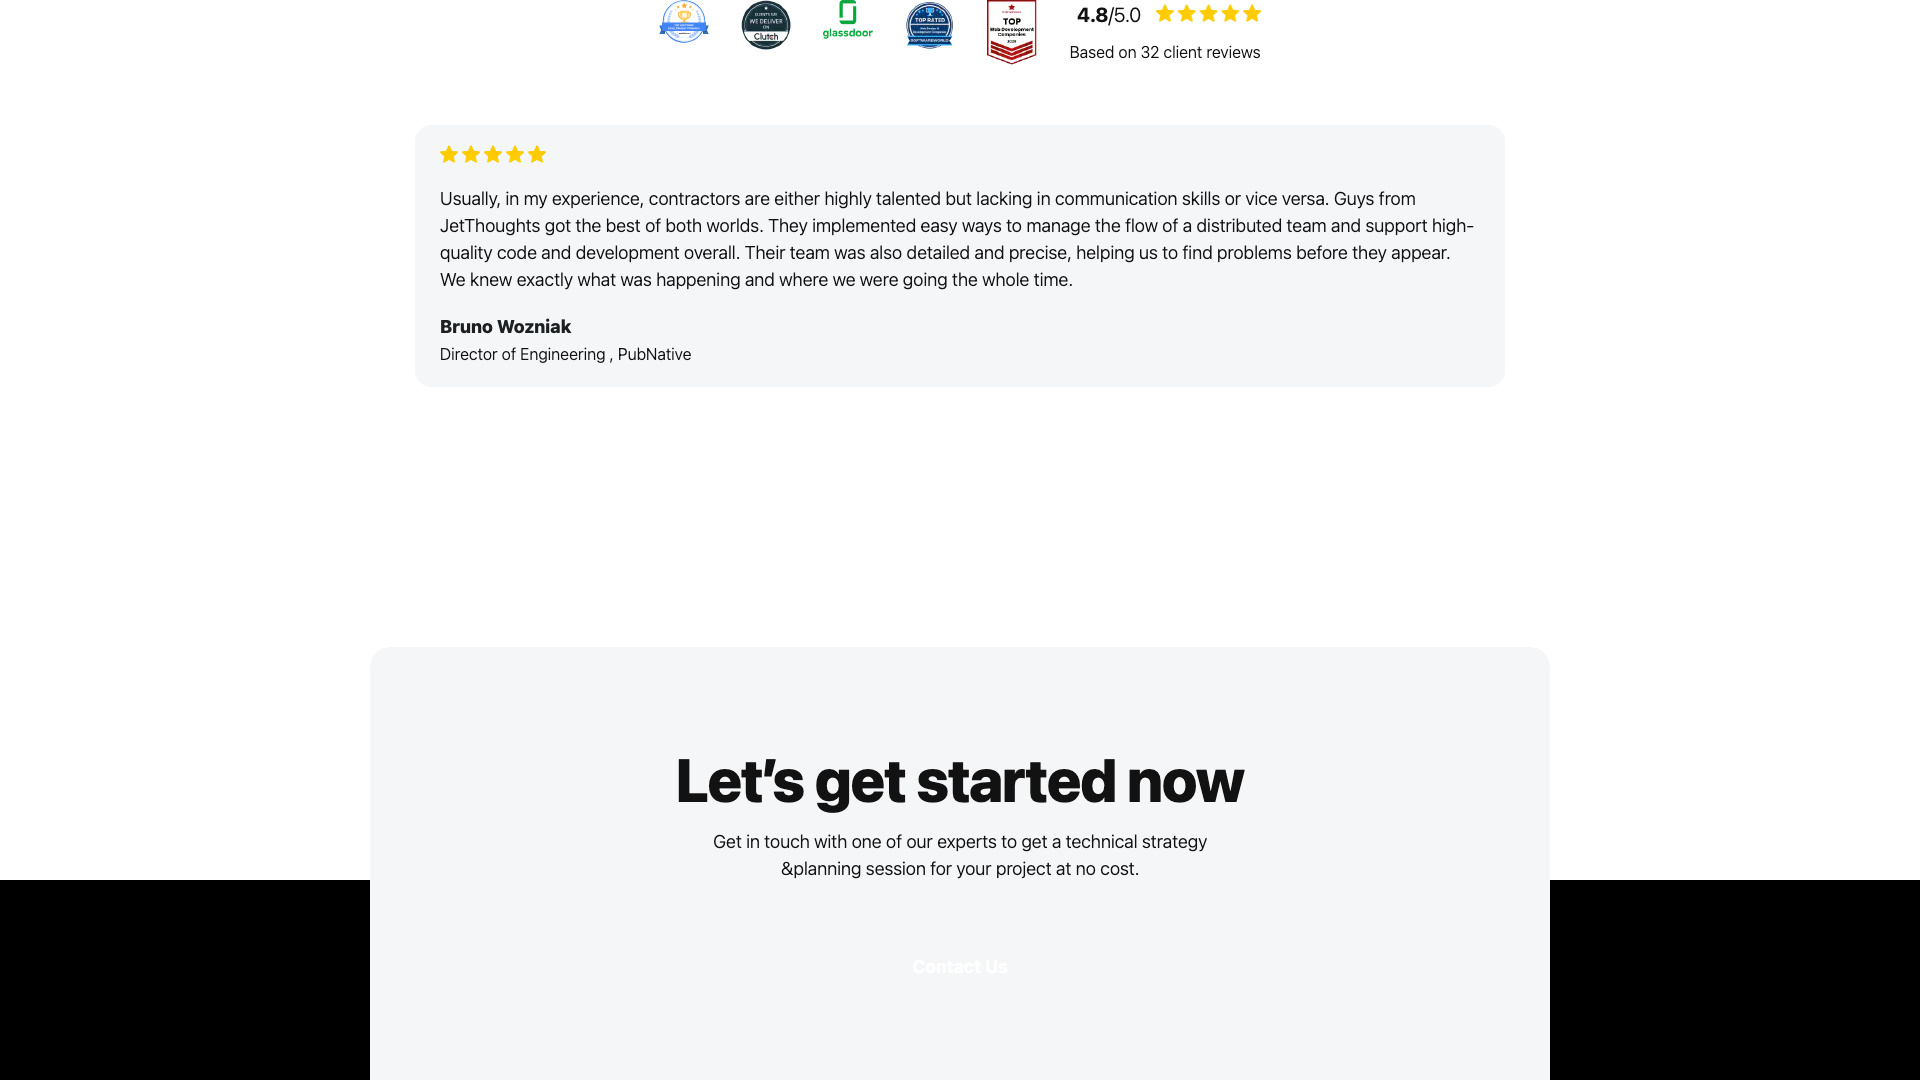 CLIENTS SAY
WE DELIVER
ON
Clutch
glassdoor
TOP RATED
SOFTWAREWORLD
TOP
Web Development
Companies
4.8/5.0
Based on 32 client reviews
Usually, in my experience, contractors are either highly talented but lacking in communication skills or vice versa. Guys from
JetThoughts got the best of both worlds. They implemented easy ways to manage the flow of a distributed team and support high-
quality code and development overall. Their team was also detailed and precise, helping us to find problems before they appear.
We knew exactly what was happening and where we were going the whole time.
Bruno Wozniak
Director of Engineering , PubNative
Let’s get started now
Get in touch with one of our experts to get a technical strategy
&planning session for your project at no cost.
Contact Us